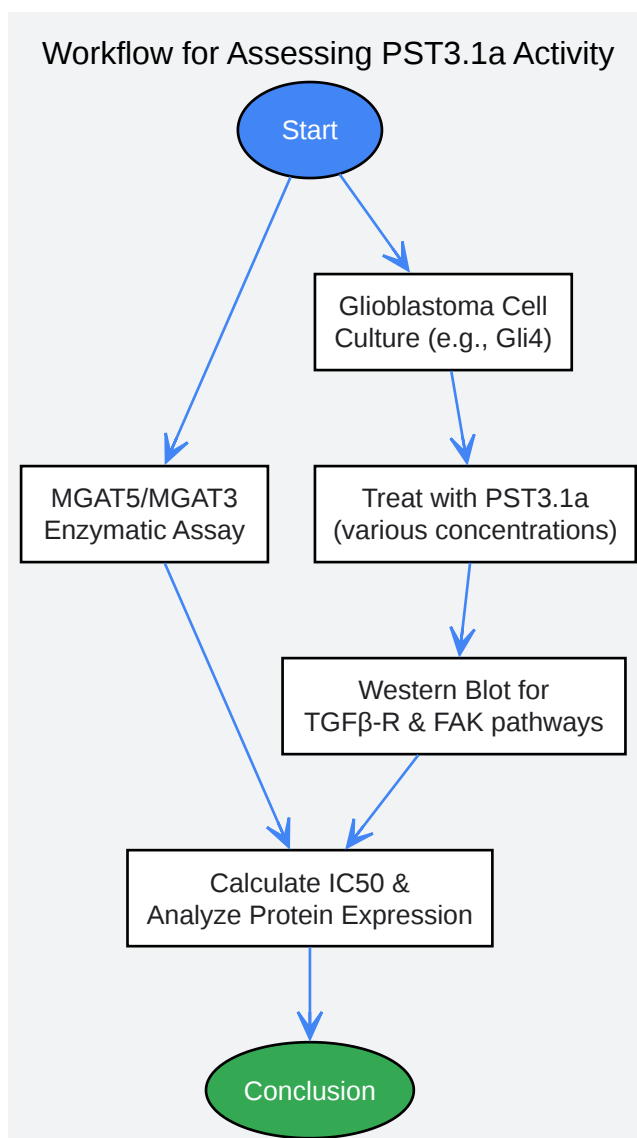 Workflow for Assessing PST3.1a Activity
Start
Glioblastoma Cell
Culture (e.g., Gli4)
MGAT5/MGAT3
Enzymatic Assay
Treat with PST3.1a
(various concentrations)
Western Blot for
TGFβ-R & FAK pathways
Calculate IC50 &
Analyze Protein Expression
Conclusion